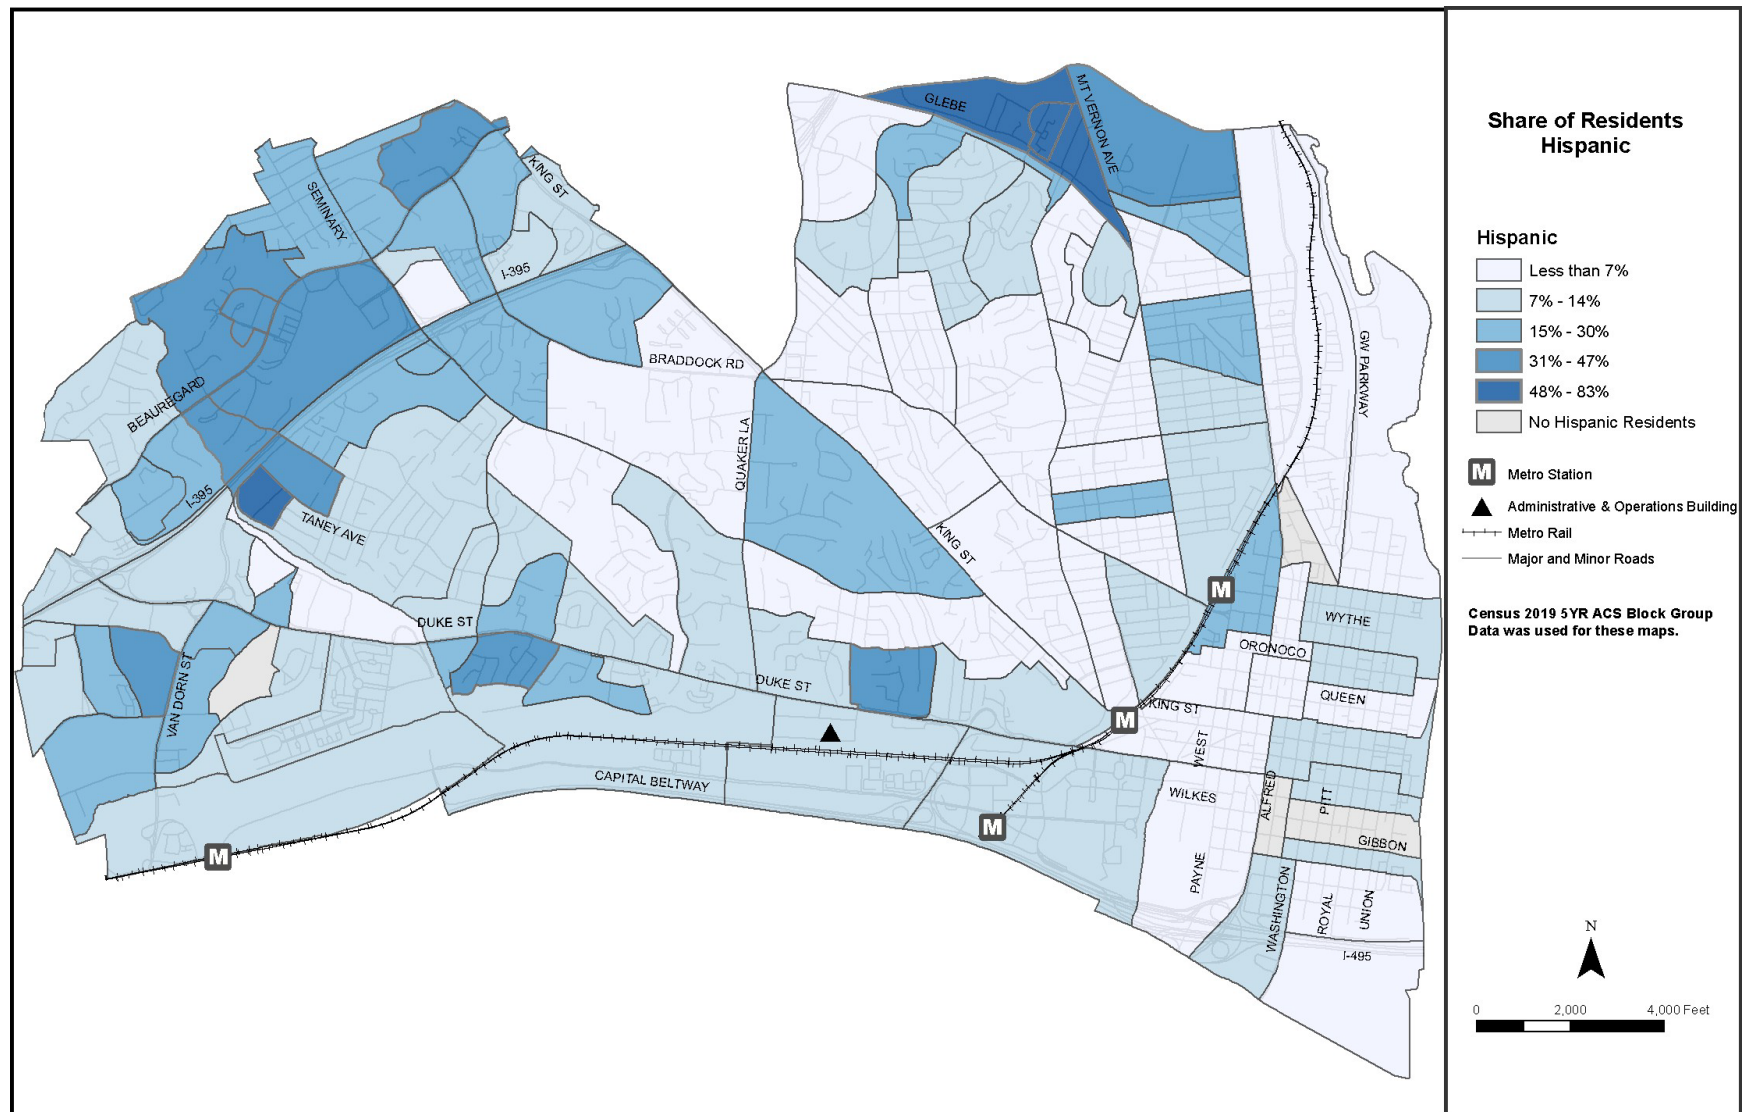 GLEBE
MT VERNON AVE
KING ST
SEMINARY
I-395
BRADDOCK RD
GW PARKWAY
BEAUREGARD
QUAKER LA
I-395
TANEY AVE
KING ST
DUKE ST
WYTHE
ORONOCO
VAN DORN ST
DUKE ST
QUEEN
KING ST
M
M
WEST
CAPITAL BELTWAY
ALFRED
WILKES
PITT
M
M
GIBBON
PAYNE
WASHINGTON
ROYAL
UNION
I-495
Share of Residents
Hispanic
Hispanic
Less than 7%
7% - 14%
15% - 30%
31% - 47%
48% - 83%
No Hispanic Residents
M Metro Station
Administrative & Operations Building
Metro Rail
Major and Minor Roads
Census 2019 5YR ACS Block Group
Data was used for these maps.
N
0 2,000 4,000 Feet